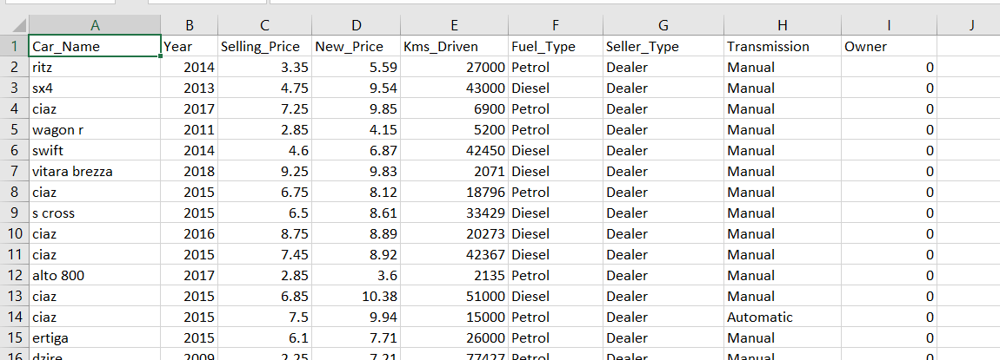 A B C D E F G H I J
1 Car_Name Year Selling_Price New_Price Kms_Driven Fuel_Type Seller_Type Transmission Owner
2 ritz 2014 3.35 5.59 27000 Petrol Dealer Manual 0
3 sx4 2013 4.75 9.54 43000 Diesel Dealer Manual 0
4 ciaz 2017 7.25 9.85 6900 Petrol Dealer Manual 0
5 wagon r 2011 2.85 4.15 5200 Petrol Dealer Manual 0
6 swift 2014 4.6 6.87 42450 Diesel Dealer Manual 0
7 vitara brezza 2018 9.25 9.83 2071 Diesel Dealer Manual 0
8 ciaz 2015 6.75 8.12 18796 Petrol Dealer Manual 0
9 s cross 2015 6.5 8.61 33429 Diesel Dealer Manual 0
10 ciaz 2016 8.75 8.89 20273 Diesel Dealer Manual 0
11 ciaz 2015 7.45 8.92 42367 Diesel Dealer Manual 0
12 alto 800 2017 2.85 3.6 2135 Petrol Dealer Manual 0
13 ciaz 2015 6.85 10.38 51000 Diesel Dealer Manual 0
14 ciaz 2015 7.5 9.94 15000 Petrol Dealer Automatic 0
15 ertiga 2015 6.1 7.71 26000 Petrol Dealer Manual 0
16 dzire 2009 2.25 7.21 77427 Petrol Dealer Manual 0